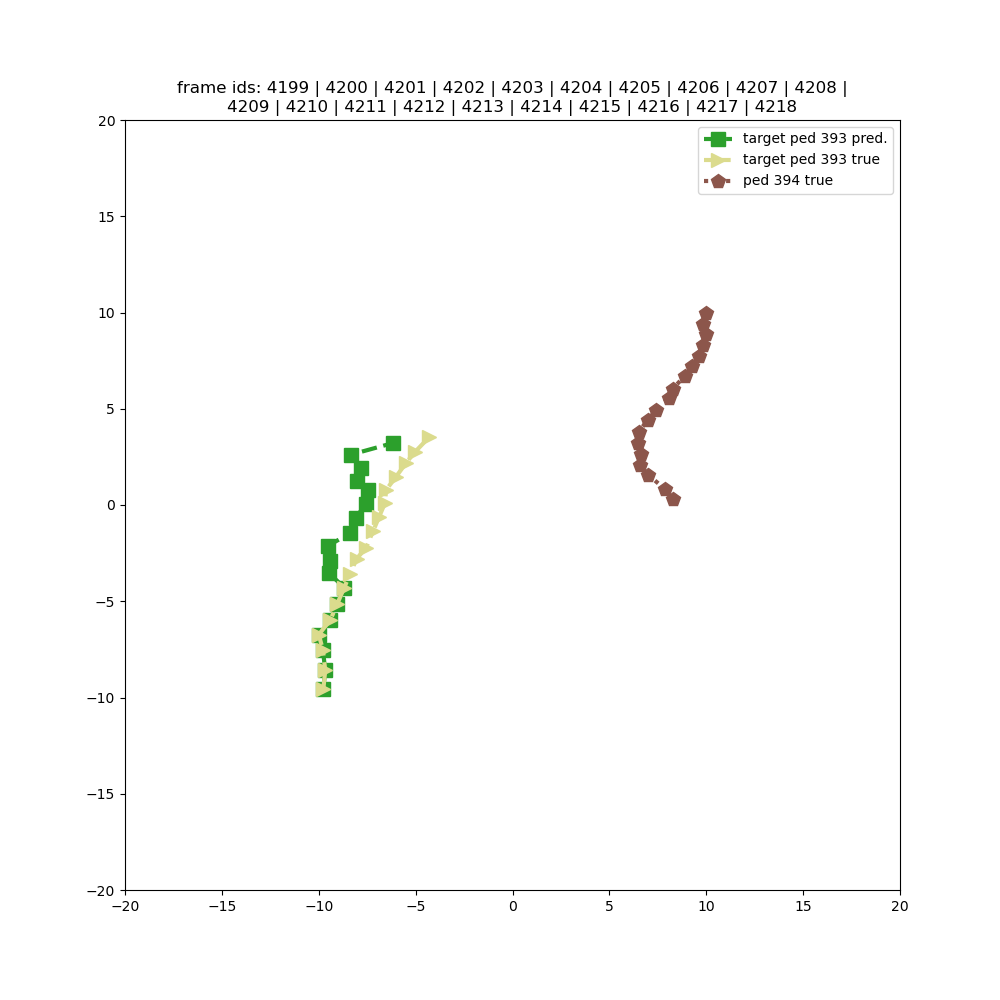 frame ids: 4199 | 4200 | 4201 | 4202 | 4203 | 4204 | 4205 | 4206 | 4207 | 4208 |
4209 | 4210 | 4211 | 4212 | 4213 | 4214 | 4215 | 4216 | 4217 | 4218
target ped 393 pred.
target ped 393 true
ped 394 true
20
15
10
5
0
−5
−10
−15
−20
−20 −15 −10 −5 0 5 10 15 20